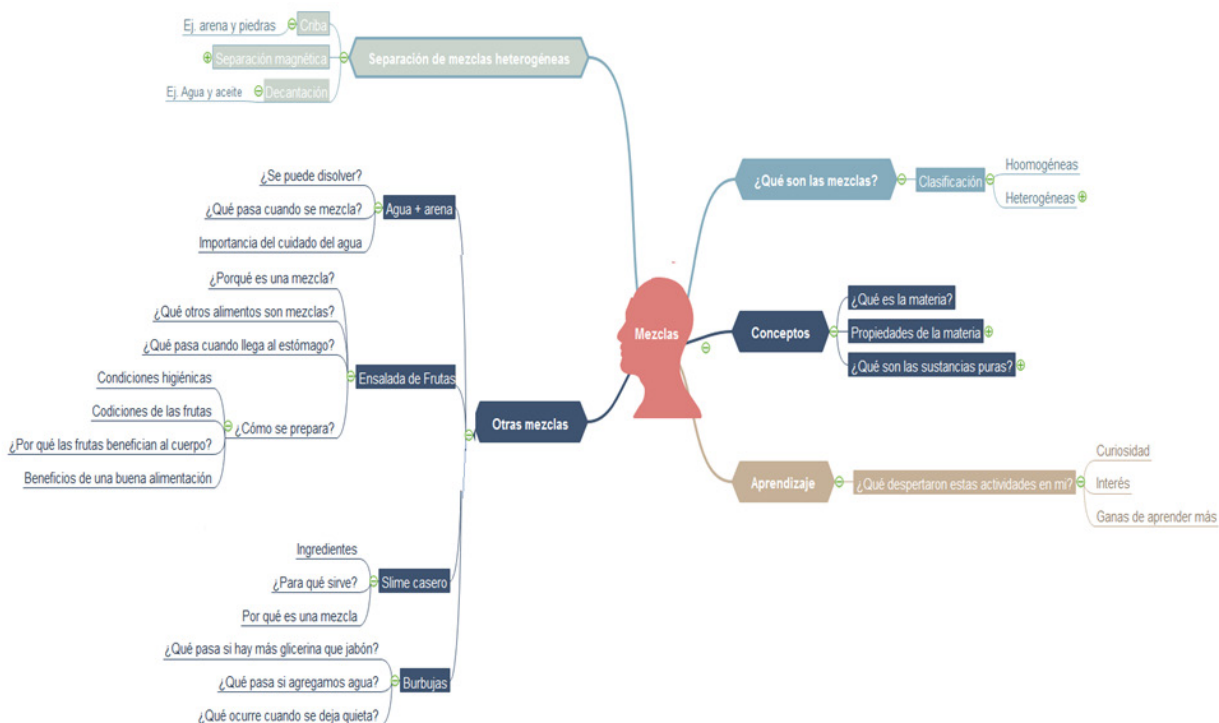 Ej. arena y piedras
Criba
Separación magnética
Ej. Agua y aceite
Decantación
Separación de mezclas heterogéneas
¿Se puede disolver?
¿Qué pasa cuando se mezcla?
Importancia del cuidado del agua
Agua + arena
¿Porqué es una mezcla?
¿Qué otros alimentos son mezclas?
¿Qué pasa cuando llega al estómago?
Condiciones higiénicas
Codiciones de las frutas
¿Por qué las frutas benefician al cuerpo?
Beneficios de una buena alimentación
¿Cómo se prepara?
Ensalada de Frutas
Ingredientes
¿Para qué sirve?
Por qué es una mezcla
Slime casero
¿Qué pasa si hay más glicerina que jabón?
¿Qué pasa si agregamos agua?
¿Qué ocurre cuando se deja quieta?
Burbujas
Otras mezclas
Mezclas
¿Qué son las mezclas?
Clasificación
Hoomogéneas
Heterogéneas
Conceptos
¿Qué es la materia?
Propiedades de la materia
¿Qué son las sustancias puras?
Aprendizaje
¿Qué despertaron estas actividades en mi?
Curiosidad
Interés
Ganas de aprender más